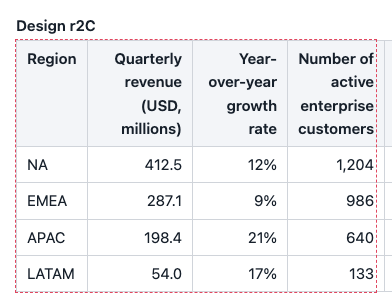 Design r2C
Region
Quarterly
revenue
(USD,
millions)
Year-
over-year
growth
rate
Number of
active
enterprise
customers
NA 412.5 12% 1,204
EMEA 287.1 9% 986
APAC 198.4 21% 640
LATAM 54.0 17% 133